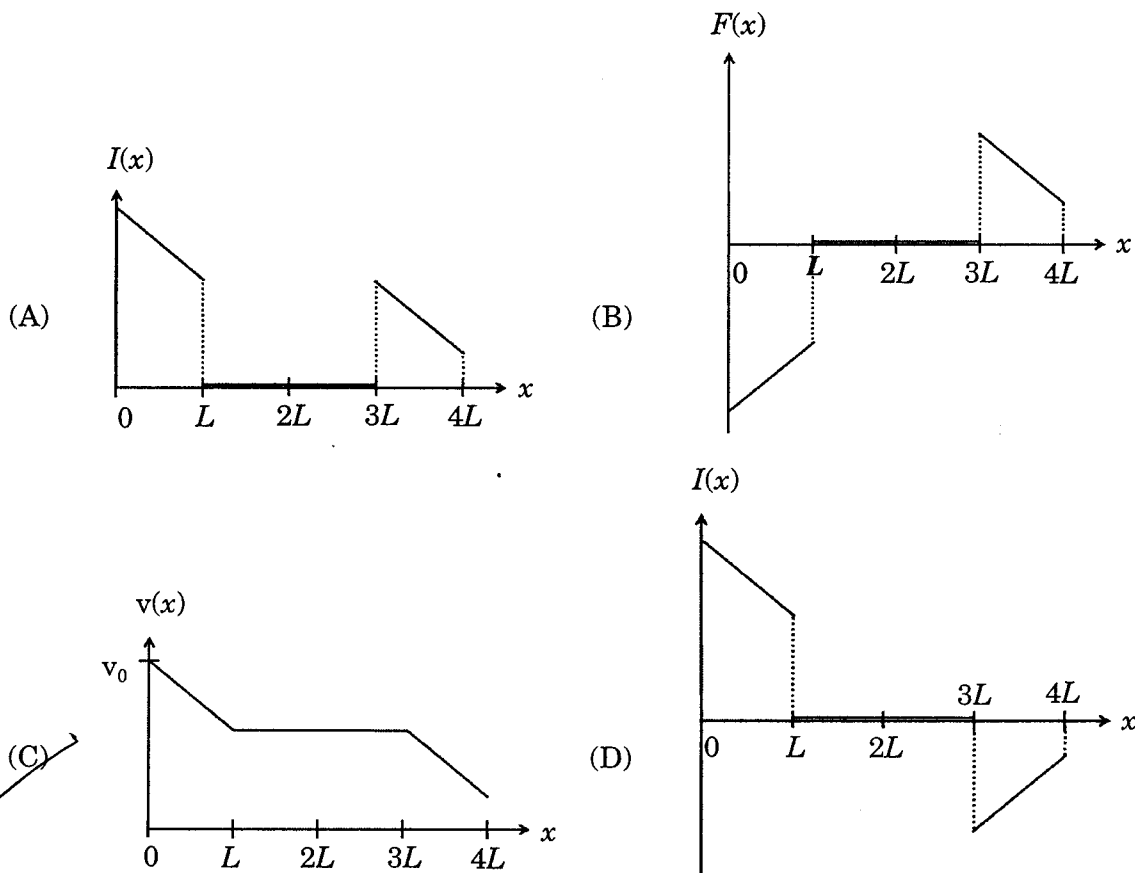 F(x)
0 L 2L 3L 4L x
(B)
I(x)
0 L 2L 3L 4L x
(A)
I(x)
3L 4L
0 L 2L x
(D)
v(x)
v₀
0 L 2L 3L 4L x
(C)